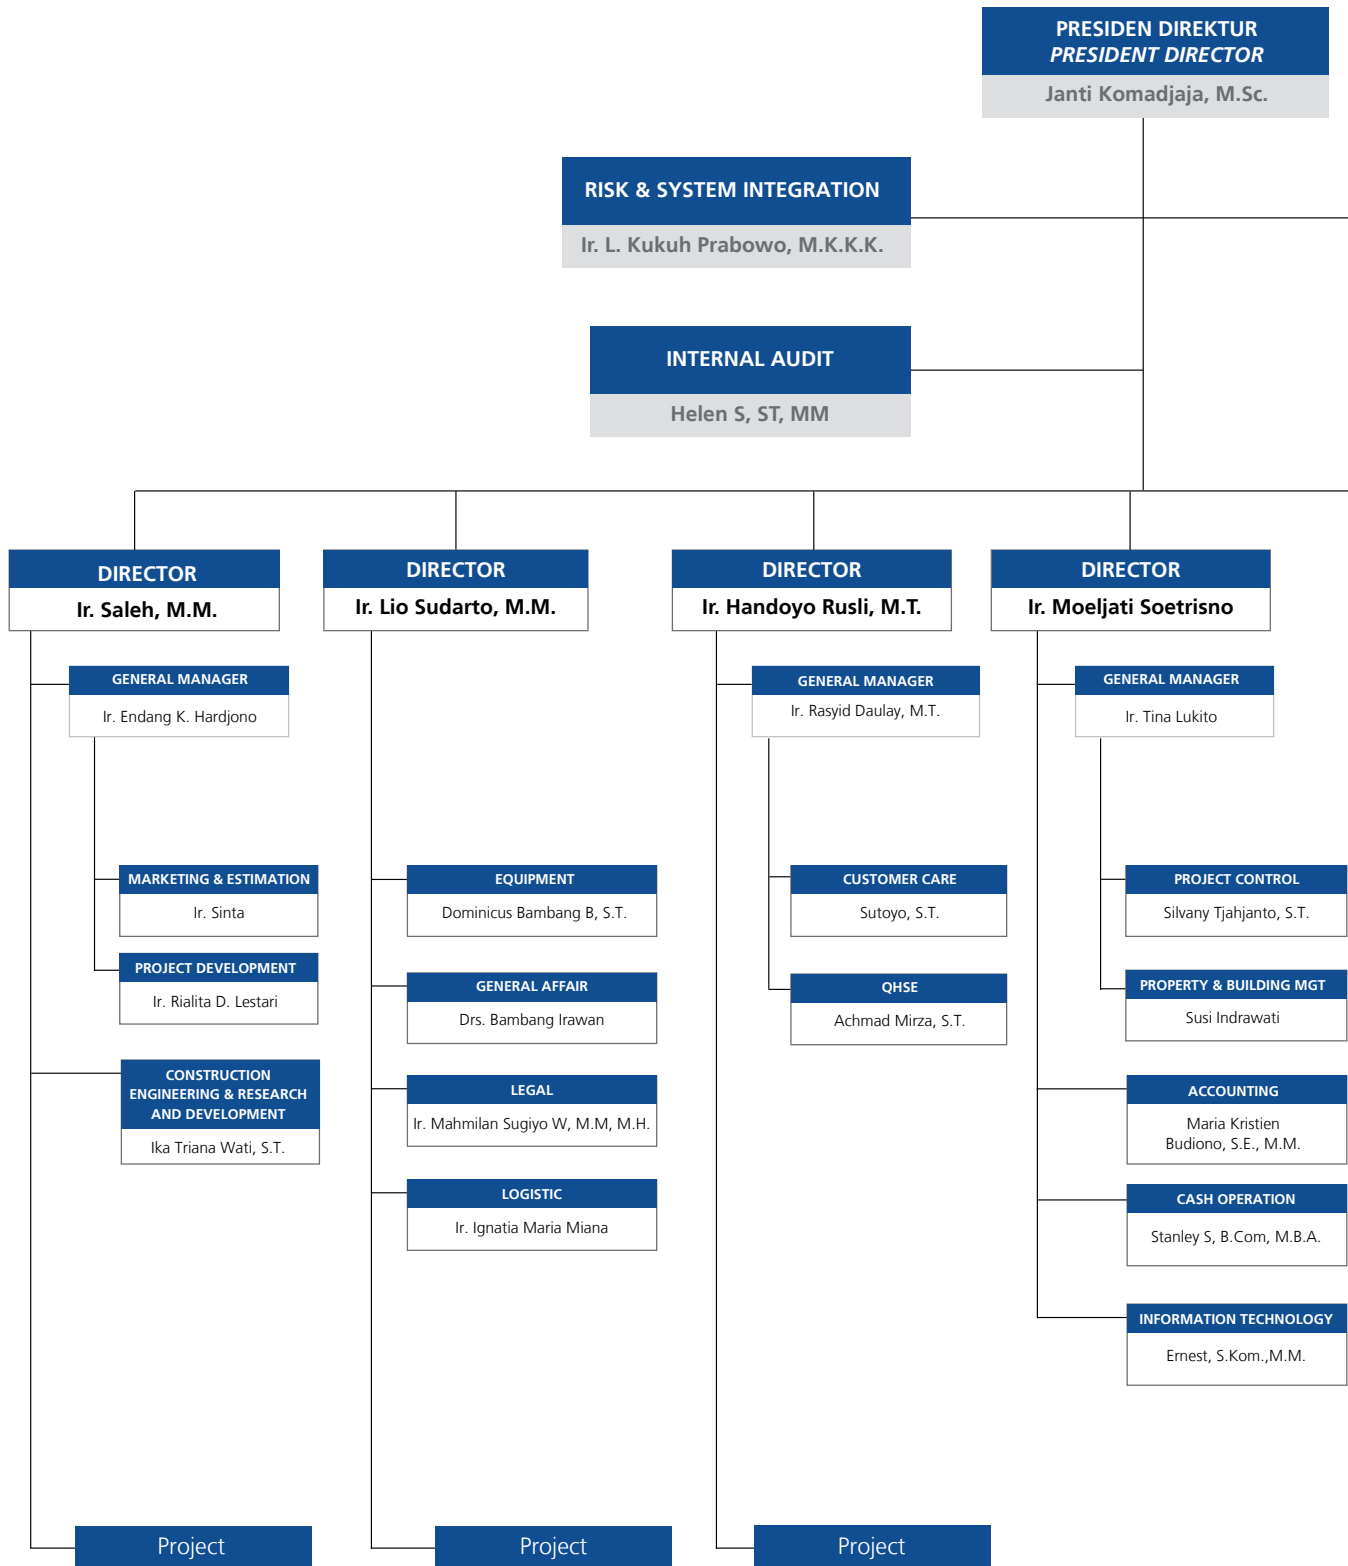 PRESIDEN DIREKTUR
PRESIDENT DIRECTOR
Janti Komadjaja, M.Sc.
RISK & SYSTEM INTEGRATION
Ir. L. Kukuh Prabowo, M.K.K.K.
INTERNAL AUDIT
Helen S, ST, MM
DIRECTOR
Ir. Saleh, M.M.
GENERAL MANAGER
Ir. Endang K. Hardjono
MARKETING & ESTIMATION
Ir. Sinta
PROJECT DEVELOPMENT
Ir. Rialita D. Lestari
CONSTRUCTION
ENGINEERING & RESEARCH
AND DEVELOPMENT
Ika Triana Wati, S.T.
Project
DIRECTOR
Ir. Lio Sudarto, M.M.
EQUIPMENT
Dominicus Bambang B, S.T.
GENERAL AFFAIR
Drs. Bambang Irawan
LEGAL
Ir. Mahmilan Sugiyo W, M.M, M.H.
LOGISTIC
Ir. Ignatia Maria Miana
Project
DIRECTOR
Ir. Handoyo Rusli, M.T.
GENERAL MANAGER
Ir. Rasyid Daulay, M.T.
CUSTOMER CARE
Sutoyo, S.T.
QHSE
Achmad Mirza, S.T.
Project
DIRECTOR
Ir. Moeljati Soetrisno
GENERAL MANAGER
Ir. Tina Lukito
PROJECT CONTROL
Silvany Tjahjanto, S.T.
PROPERTY & BUILDING MGT
Susi Indrawati
ACCOUNTING
Maria Kristien
Budiono, S.E., M.M.
CASH OPERATION
Stanley S, B.Com, M.B.A.
INFORMATION TECHNOLOGY
Ernest, S.Kom.,M.M.